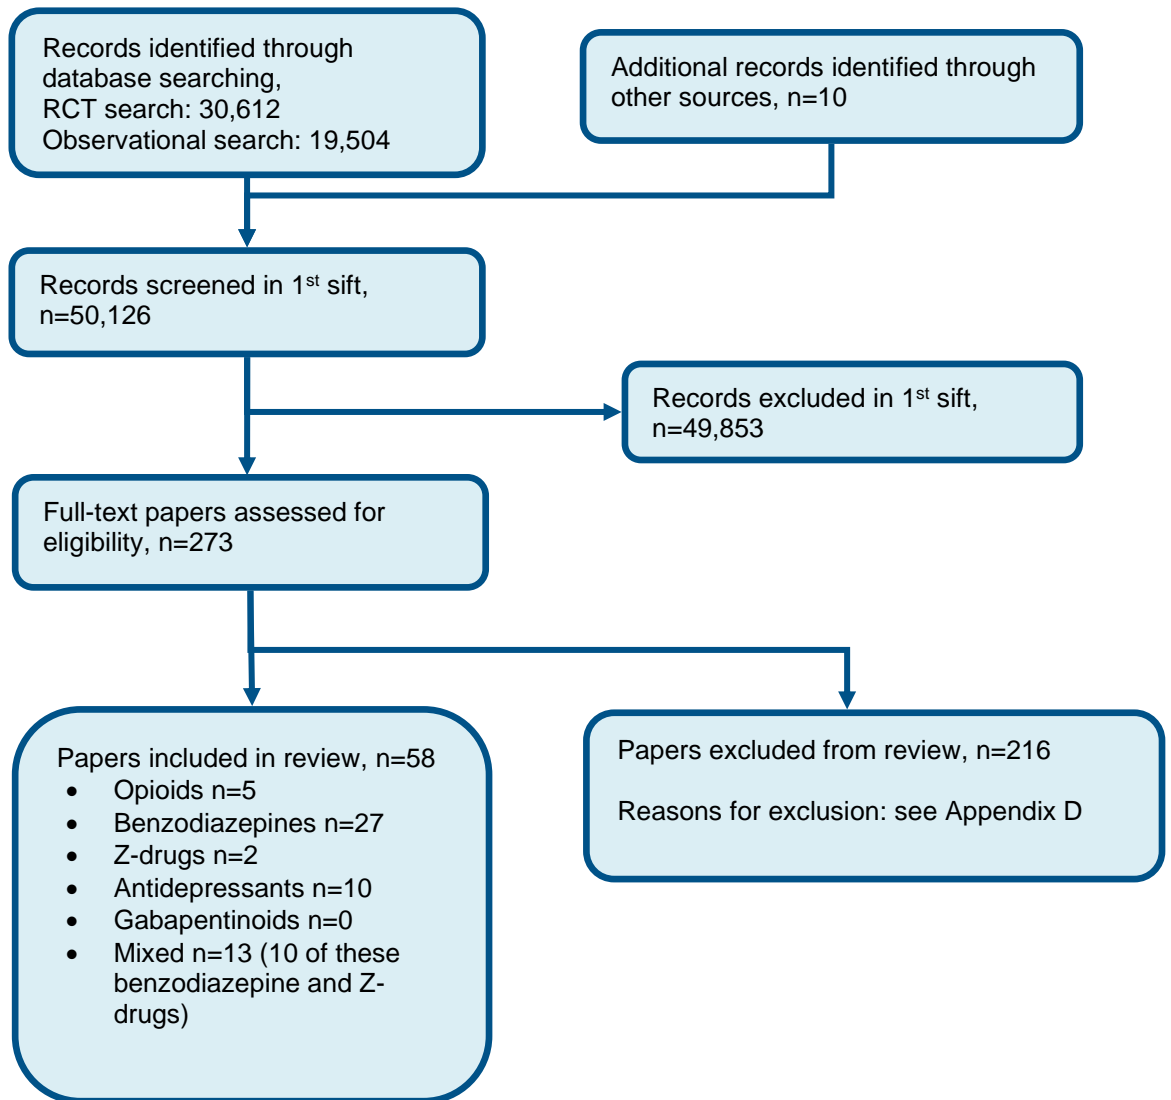 Records identified through
database searching,
RCT search: 30,612
Observational search: 19,504
Additional records identified through
other sources, n=10
Records screened in 1st sift,
n=50,126
Records excluded in 1st sift,
n=49,853
Full-text papers assessed for
eligibility, n=273
Papers included in review, n=58
• Opioids n=5
• Benzodiazepines n=27
• Z-drugs n=2
• Antidepressants n=10
• Gabapentinoids n=0
• Mixed n=13 (10 of these
benzodiazepine and Z-
drugs)
Papers excluded from review, n=216
Reasons for exclusion: see Appendix D